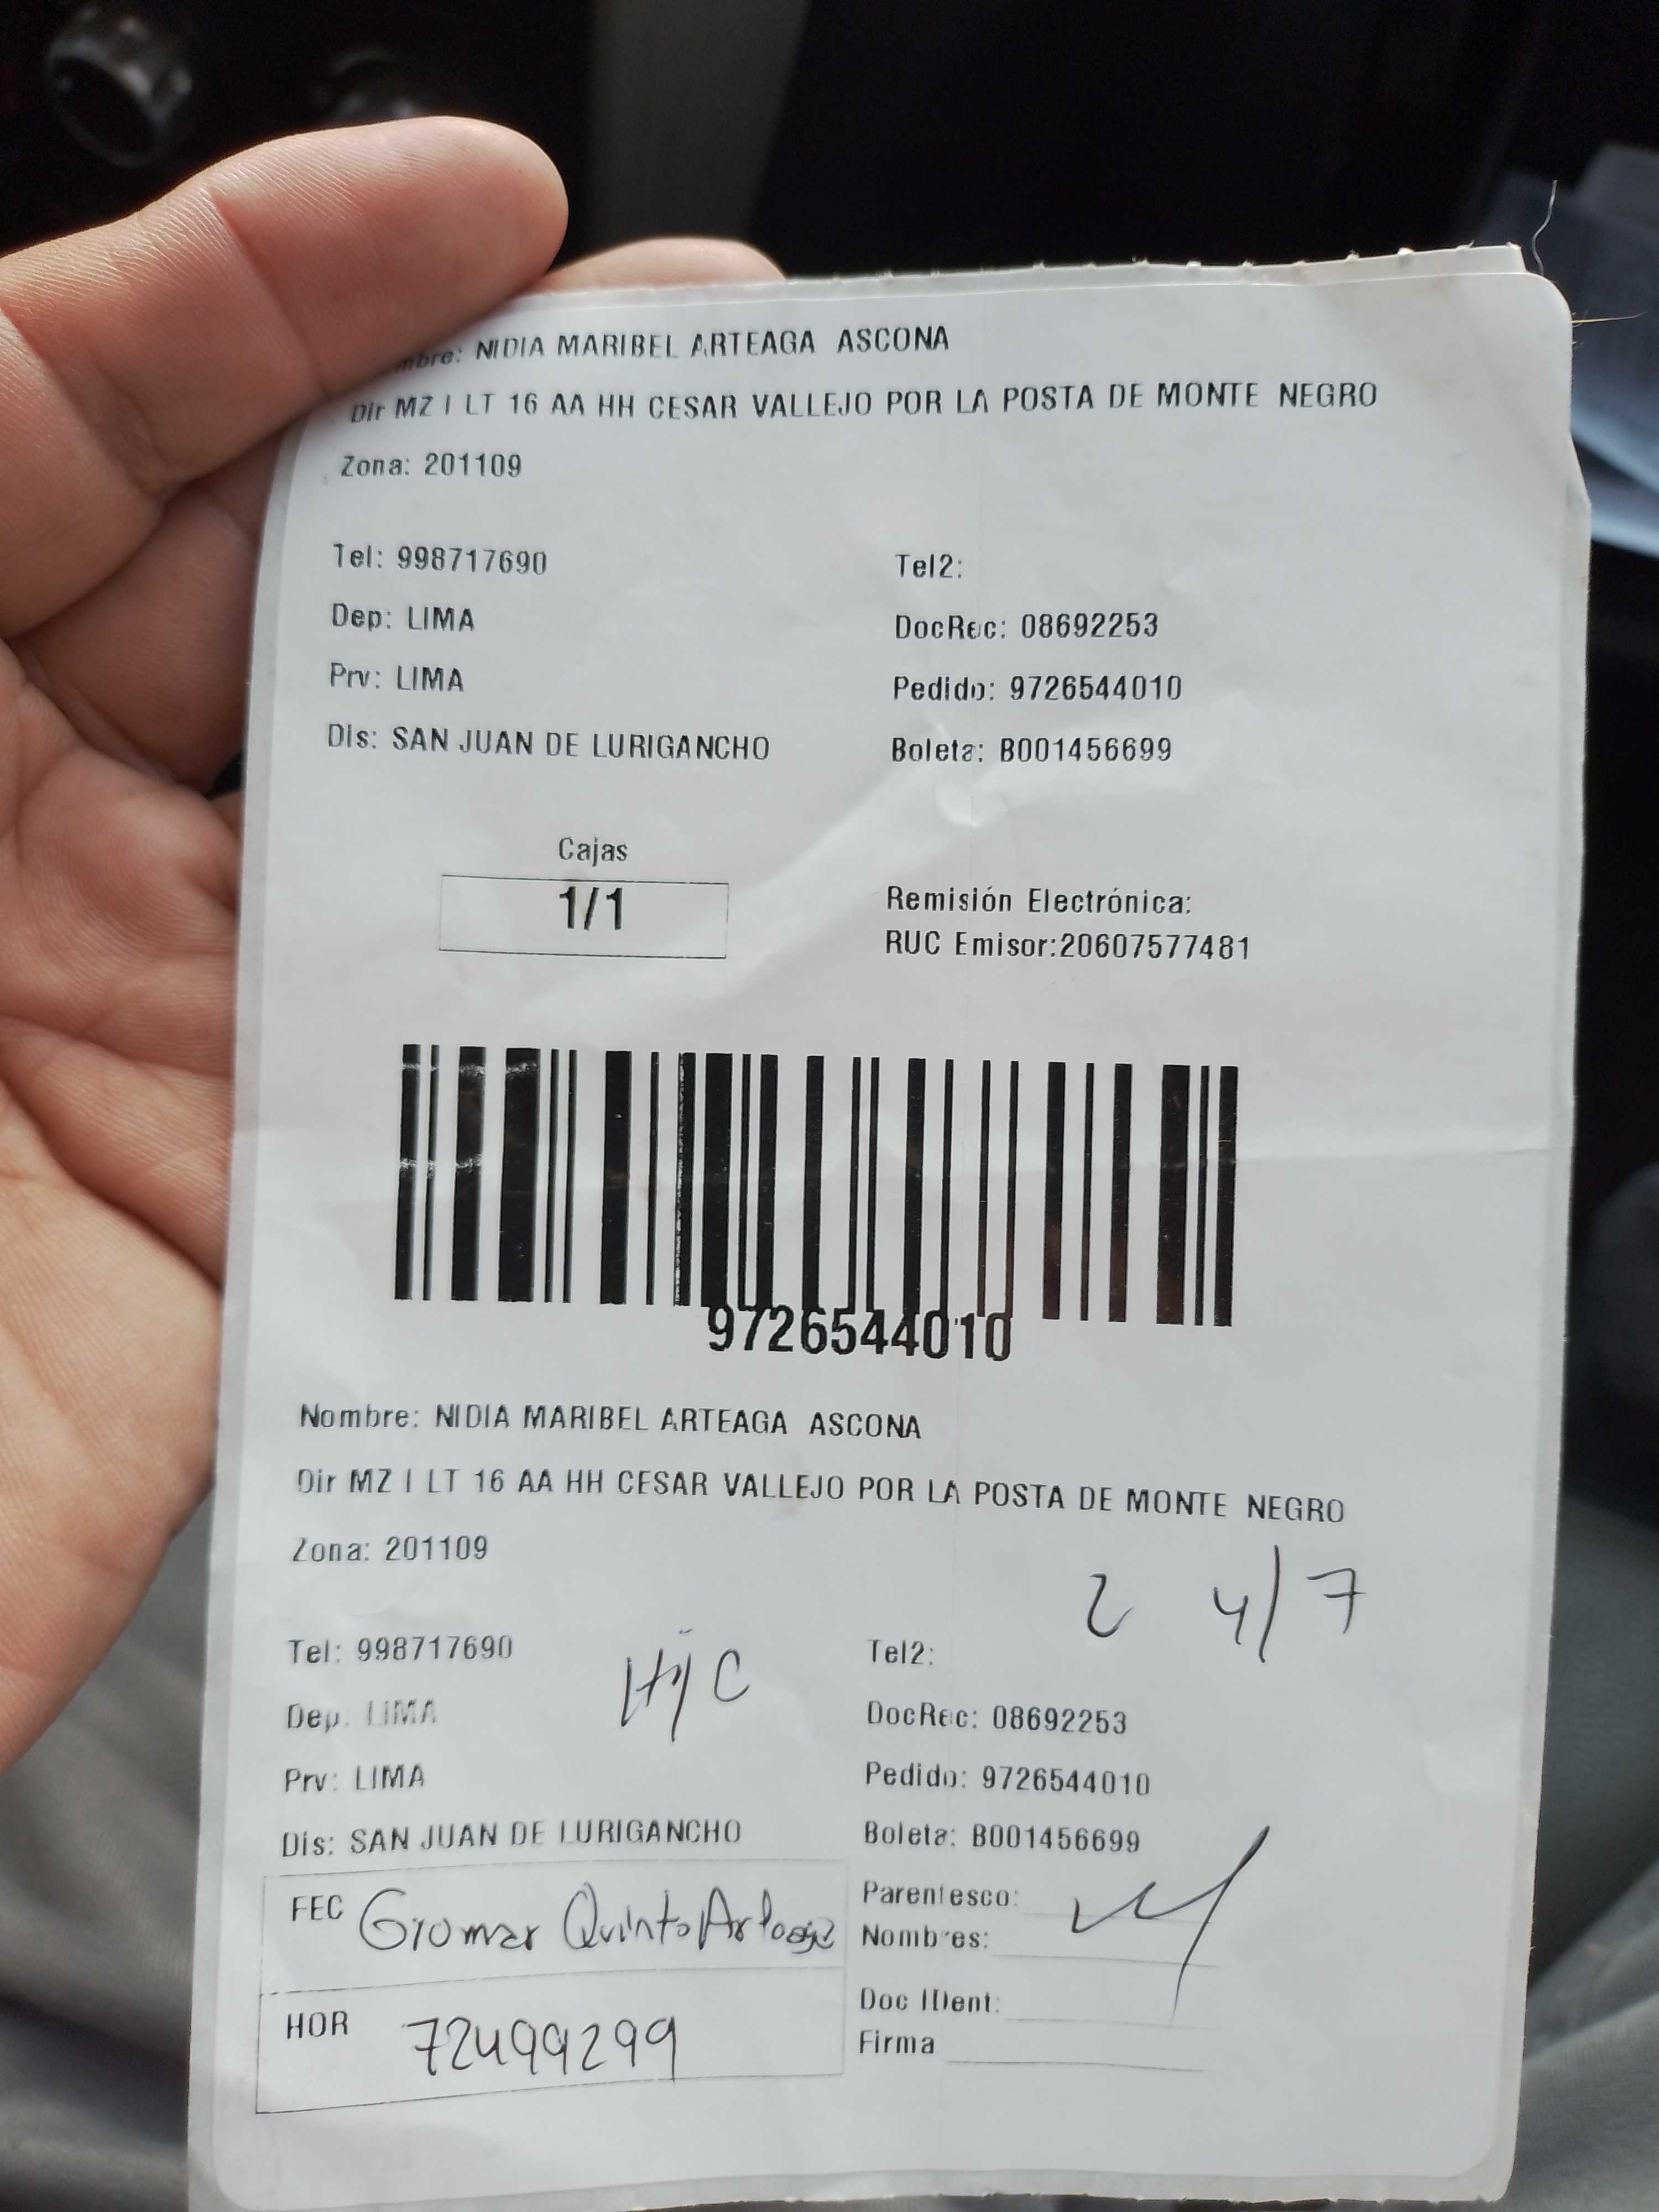 mbre: NIDIA MARIBEL ARTEAGA ASCONA
Dir MZ I LT 16 AA HH CESAR VALLEJO POR LA POSTA DE MONTE NEGRO
Zona: 201109
Tel: 998717690 Tel2:
Dep: LIMA DocRec: 08692253
Prv: LIMA Pedido: 9726544010
Dis: SAN JUAN DE LURIGANCHO Boleta: B001456699
Cajas
1/1
Remisión Electrónica:
RUC Emisor:20607577481
9726544010
Nombre: NIDIA MARIBEL ARTEAGA ASCONA
Dir MZ I LT 16 AA HH CESAR VALLEJO POR LA POSTA DE MONTE NEGRO
Zona: 201109
2 4/7
Tel: 998717690 Tel2:
Dep. LIMA DocRec: 08692253
Prv: LIMA Pedido: 9726544010
Dis: SAN JUAN DE LURIGANCHO Boleta: B001456699
FEC Quinto Parentesco:
Nombres:
HOR 72499299 Doc IDent:
Firma